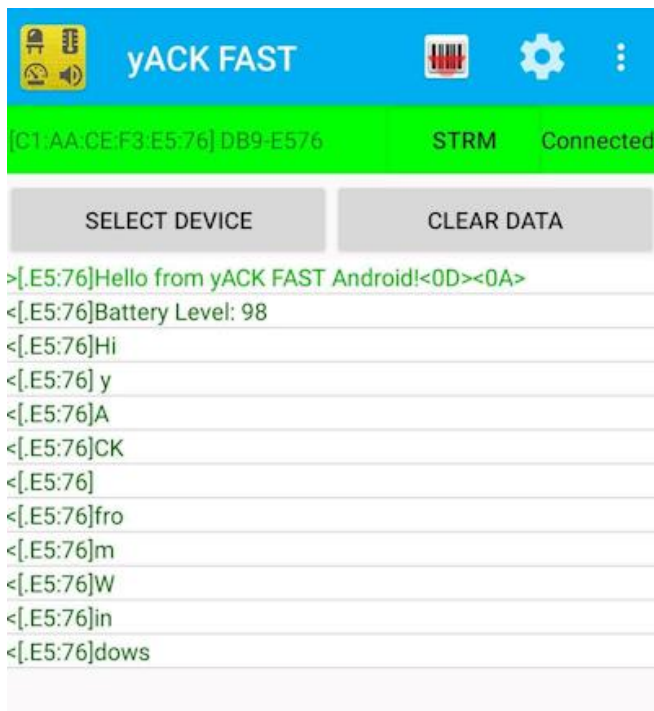 yACK FAST
[C1:AA:CE:F3:E5:76] DB9-E576 STRM Connected
SELECT DEVICE CLEAR DATA
>[.E5:76]Hello from yACK FAST Android!<0D><0A>
<[.E5:76]Battery Level: 98
<[.E5:76]Hi
<[.E5:76] y
<[.E5:76]A
<[.E5:76]CK
<[.E5:76]
<[.E5:76]fro
<[.E5:76]m
<[.E5:76]W
<[.E5:76]in
<[.E5:76]dows